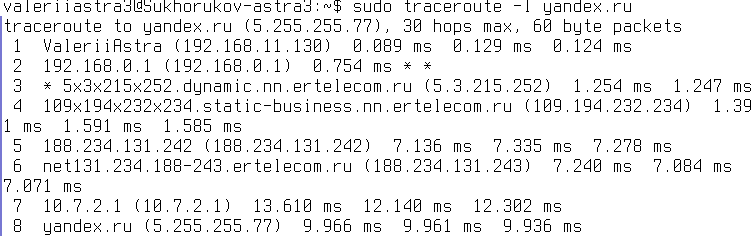 valeriiastra3@Sukhorukov-astra3:~$ sudo traceroute -I yandex.ru
traceroute to yandex.ru (5.255.255.77), 30 hops max, 60 byte packets
1 ValeriiAstra (192.168.11.130) 0.089 ms 0.129 ms 0.124 ms
2 192.168.0.1 (192.168.0.1) 0.754 ms * *
3 * 5x3x215x252.dynamic.nn.ertelecom.ru (5.3.215.252) 1.254 ms 1.247 ms
4 109x194x232x234.static-business.nn.ertelecom.ru (109.194.232.234) 1.39
1 ms 1.591 ms 1.585 ms
5 188.234.131.242 (188.234.131.242) 7.136 ms 7.335 ms 7.278 ms
6 net131.234.188-243.ertelecom.ru (188.234.131.243) 7.240 ms 7.084 ms
7.071 ms
7 10.7.2.1 (10.7.2.1) 13.610 ms 12.140 ms 12.302 ms
8 yandex.ru (5.255.255.77) 9.966 ms 9.961 ms 9.936 ms